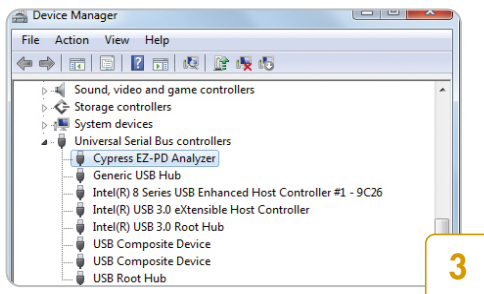 Device Manager
File Action View Help
Sound, video and game controllers
Storage controllers
System devices
Universal Serial Bus controllers
Cypress EZ-PD Analyzer
Generic USB Hub
Intel(R) 8 Series USB Enhanced Host Controller #1 - 9C26
Intel(R) USB 3.0 eXtensible Host Controller
Intel(R) USB 3.0 Root Hub
USB Composite Device
USB Composite Device
USB Root Hub
3